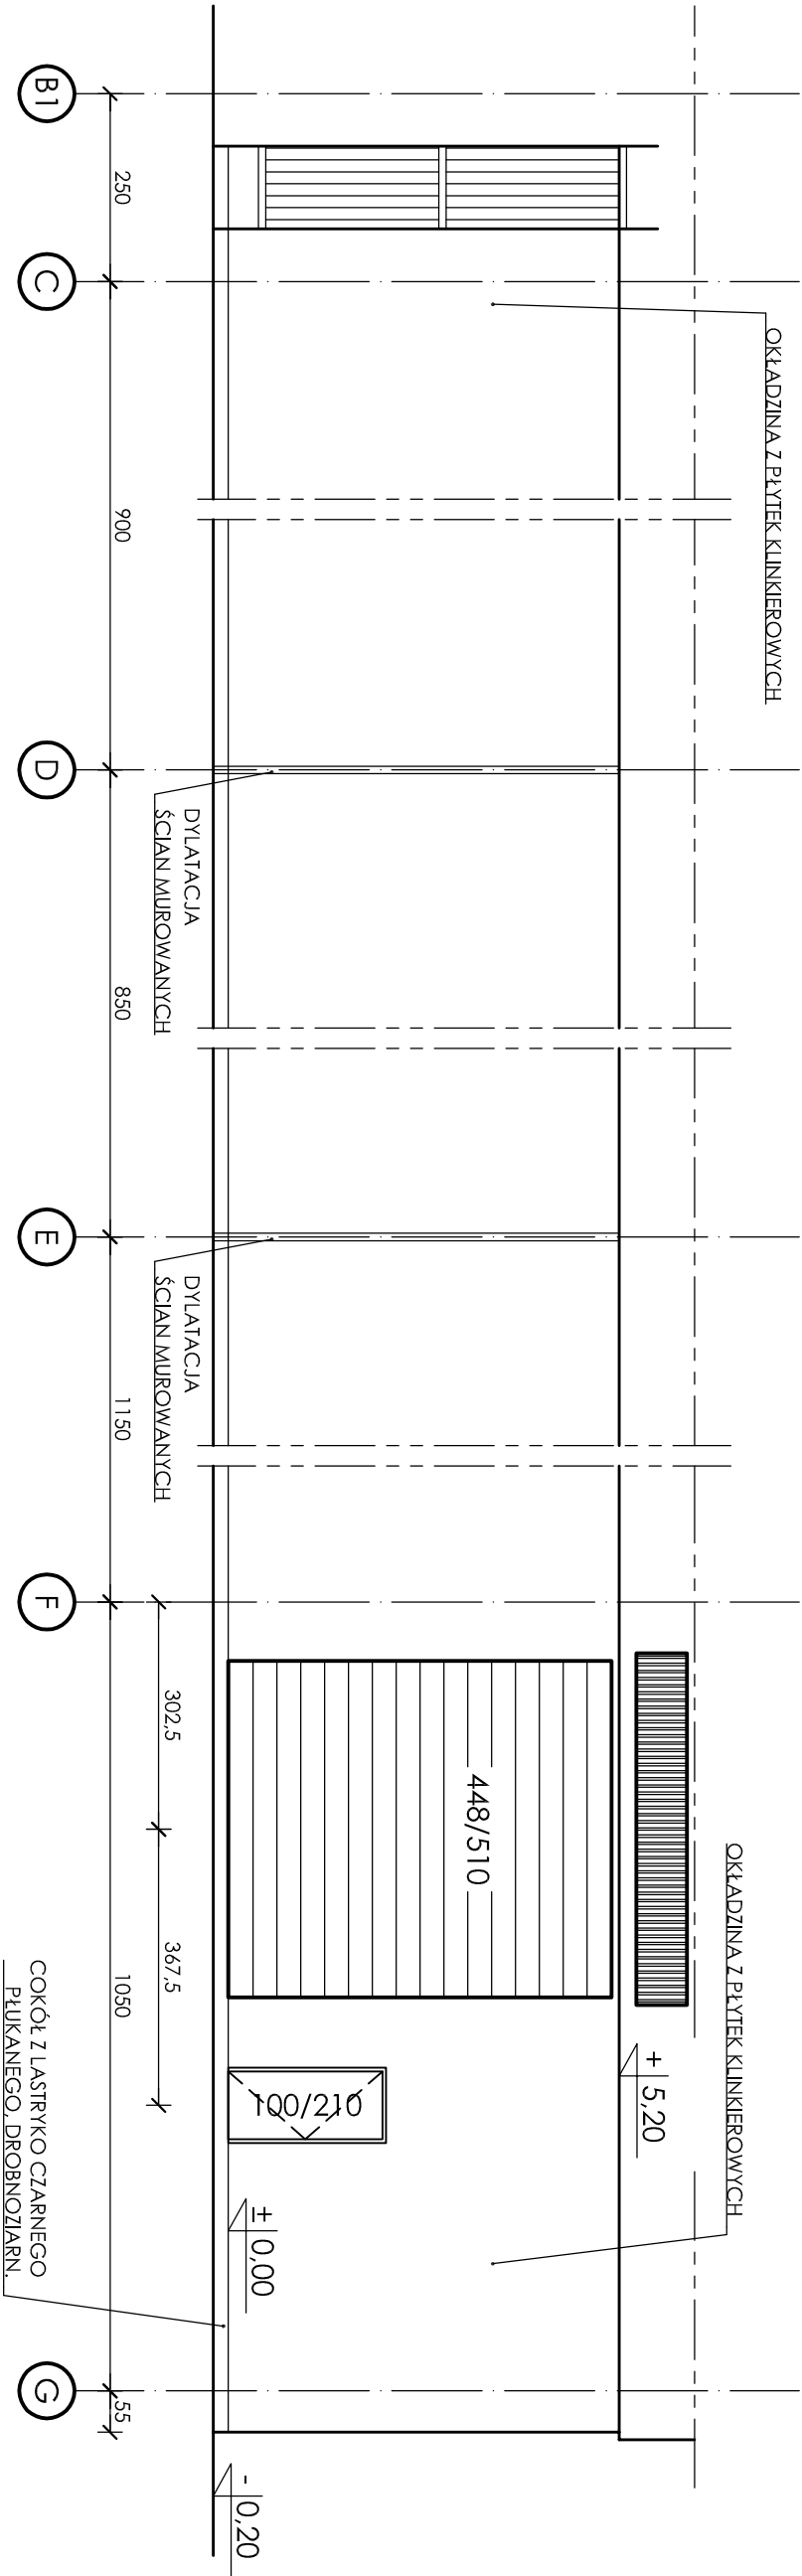 OKŁADZINA Z PŁYTEK KLINKIEROWYCH
OKŁADZINA Z PŁYTEK KLINKIEROWYCH
+ 5,20
448/510
100/210
± 0,00
- 0,20
DYLATACJA
ŚCIAN MUROWANYCH
DYLATACJA
ŚCIAN MUROWANYCH
302,5
367,5
250
900
850
1150
1050
55
COKÓŁ Z LASTRYKO CZARNEGO
PŁUKANEGO, DROBNOZIARN.
B1
C
D
E
F
G